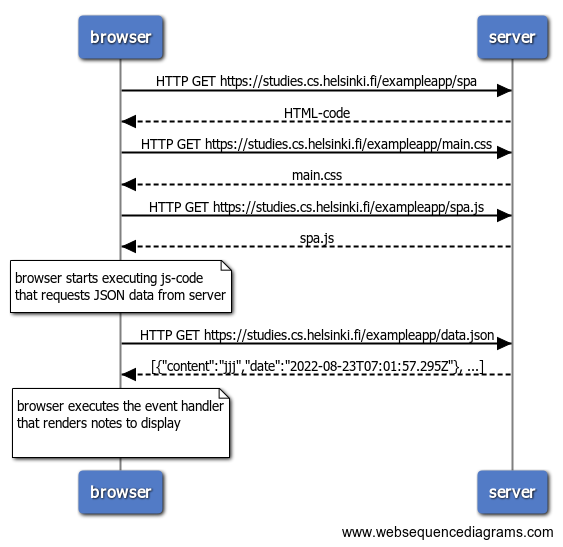 browser
server
HTTP GET https://studies.cs.helsinki.fi/exampleapp/spa
HTML-code
HTTP GET https://studies.cs.helsinki.fi/exampleapp/main.css
main.css
HTTP GET https://studies.cs.helsinki.fi/exampleapp/spa.js
spa.js
browser starts executing js-code
that requests JSON data from server
HTTP GET https://studies.cs.helsinki.fi/exampleapp/data.json
[{"content":"jjj","date":"2022-08-23T07:01:57.295Z"}, ...]
browser executes the event handler
that renders notes to display
browser
server
www.websequencediagrams.com